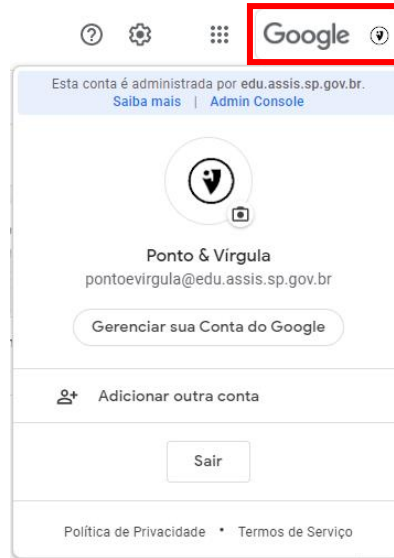 Google
Esta conta é administrada por edu.assis.sp.gov.br.
Saiba mais | Admin Console
Ponto & Vírgula
pontoevirgula@edu.assis.sp.gov.br
Gerenciar sua Conta do Google
Adicionar outra conta
Sair
Política de Privacidade • Termos de Serviço